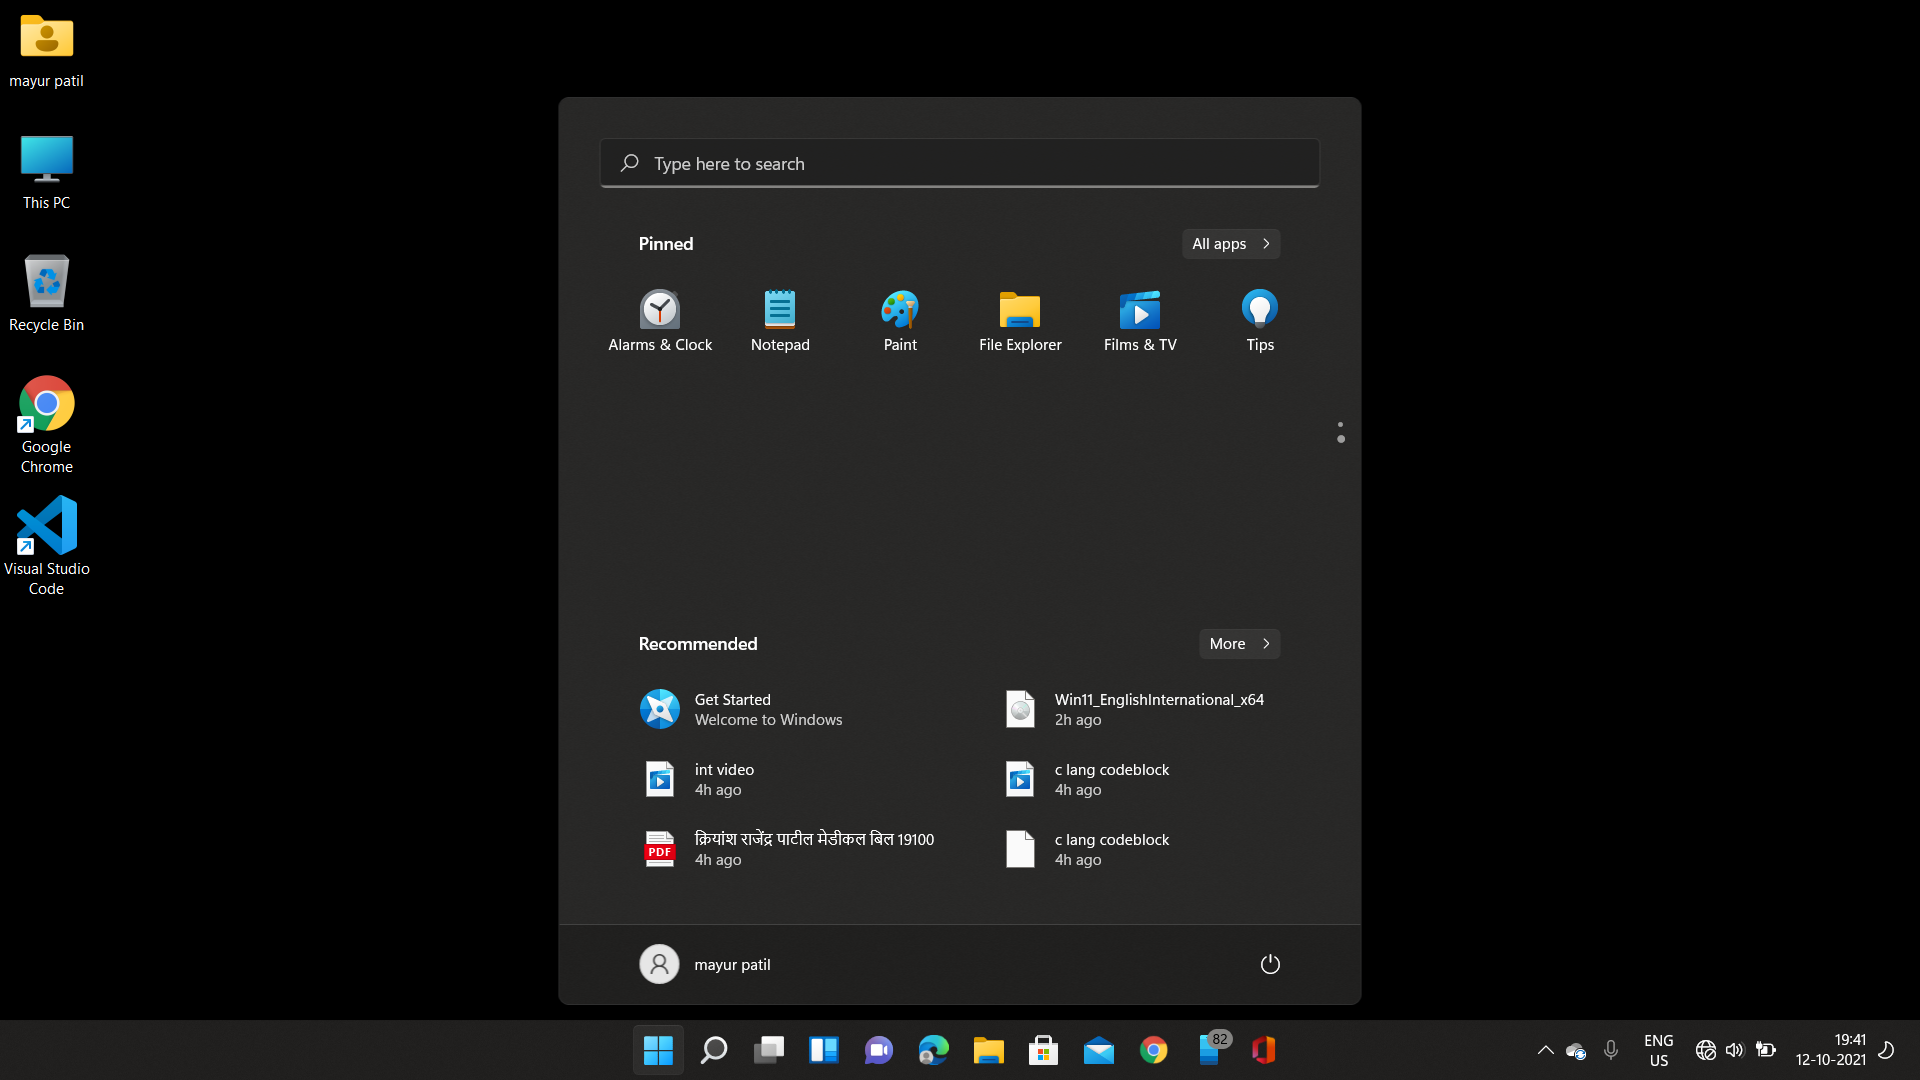 mayur patil
This PC
Recycle Bin
Google
Chrome
Visual Studio
Code
Type here to search
Pinned
All apps
Alarms & Clock
Notepad
Paint
File Explorer
Films & TV
Tips
Recommended
More
Get Started
Welcome to Windows
Win11_EnglishInternational_x64
2h ago
int video
4h ago
c lang codeblock
4h ago
PDF
क्रियांश राजेंद्र पाटील मेडीकल बिल 19100
4h ago
c lang codeblock
4h ago
mayur patil
82
ENG
US
19:41
12-10-2021